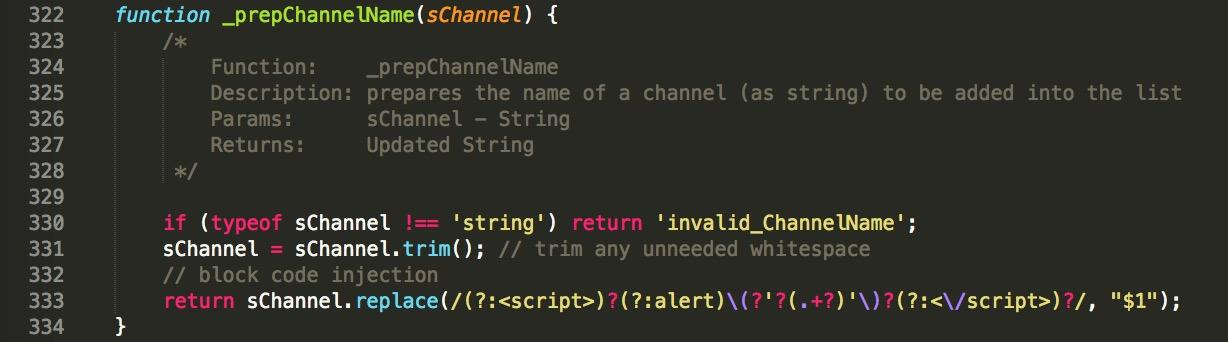 322 function _prepChannelName(sChannel) {
323 /*
324 Function: _prepChannelName
325 Description: prepares the name of a channel (as string) to be added into the list
326 Params: sChannel – String
327 Returns: Updated String
328 */
329
330 if (typeof sChannel !== 'string') return 'invalid_ChannelName';
331 sChannel = sChannel.trim(); // trim any unneeded whitespace
332 // block code injection
333 return sChannel.replace(/(?:<script>)?(?:alert)\(?'?(.+?)'\)?(?:<\/script>)?/, "$1");
334 }